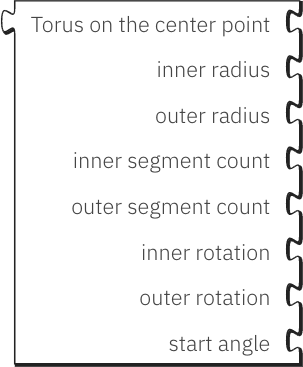 Torus on the center point
inner radius
outer radius
inner segment count
outer segment count
inner rotation
outer rotation
start angle